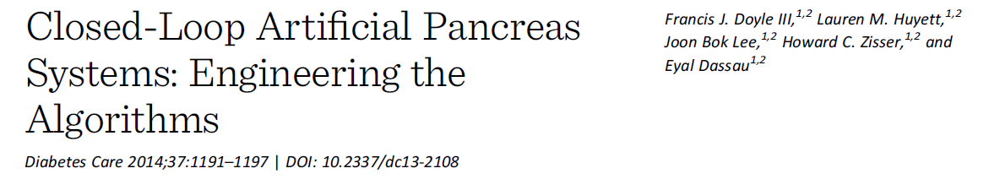 Closed-Loop Artificial Pancreas
Systems: Engineering the
Algorithms
Diabetes Care 2014;37:1191–1197 | DOI: 10.2337/dc13-2108
Francis J. Doyle III,1,2 Lauren M. Huyett,1,2
Joon Bok Lee,1,2 Howard C. Zisser,1,2 and
Eyal Dassau1,2